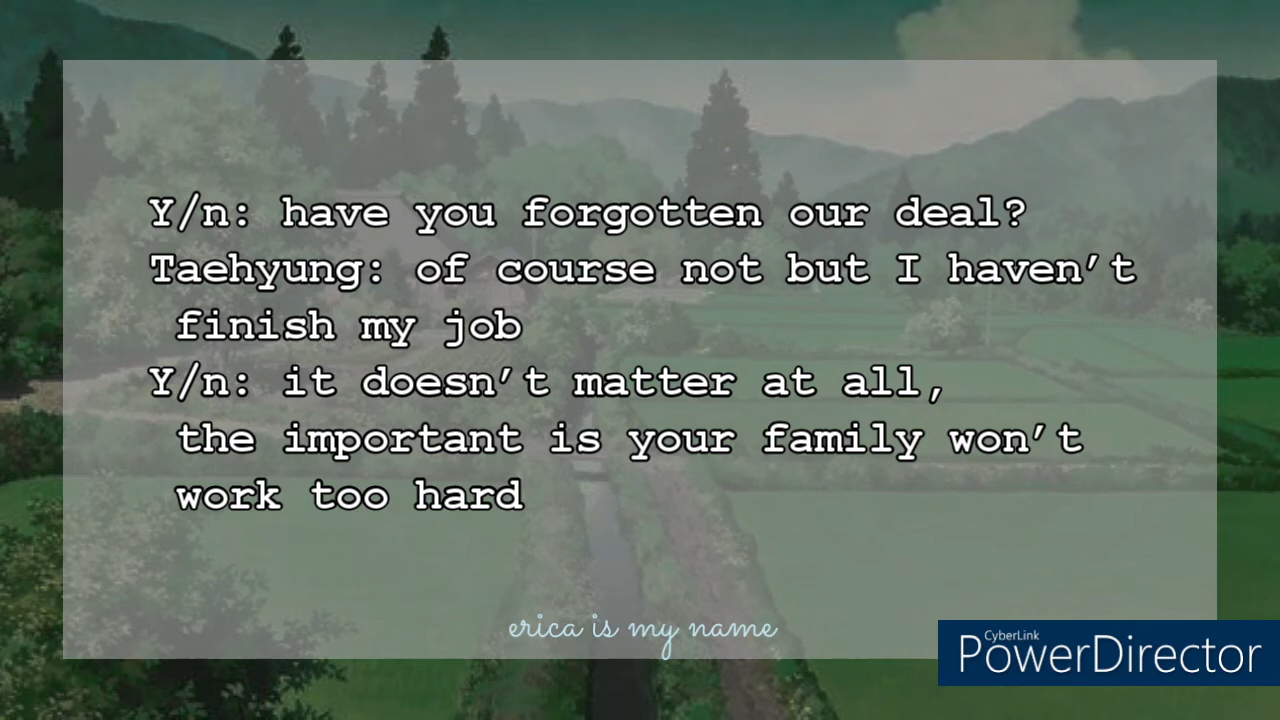 Y/n: have you forgotten our deal?
Taehyung: of course not but I haven't
finish my job
Y/n: it doesn't matter at all,
the important is your family won't
work too hard
erica is my name
CyberLink
PowerDirector